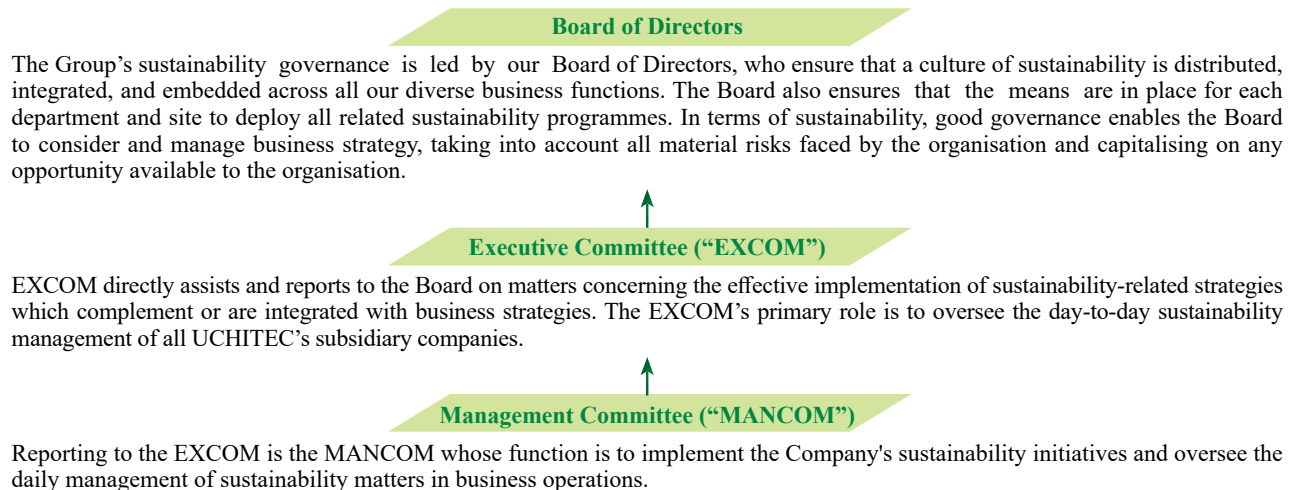 Board of Directors
The Group’s sustainability governance is led by our Board of Directors, who ensure that a culture of sustainability is distributed,
integrated, and embedded across all our diverse business functions. The Board also ensures that the means are in place for each
department and site to deploy all related sustainability programmes. In terms of sustainability, good governance enables the Board
to consider and manage business strategy, taking into account all material risks faced by the organisation and capitalising on any
opportunity available to the organisation.
Executive Committee (“EXCOM”)
EXCOM directly assists and reports to the Board on matters concerning the effective implementation of sustainability-related strategies
which complement or are integrated with business strategies. The EXCOM’s primary role is to oversee the day-to-day sustainability
management of all UCHITEC’s subsidiary companies.
Management Committee (“MANCOM”)
Reporting to the EXCOM is the MANCOM whose function is to implement the Company's sustainability initiatives and oversee the
daily management of sustainability matters in business operations.